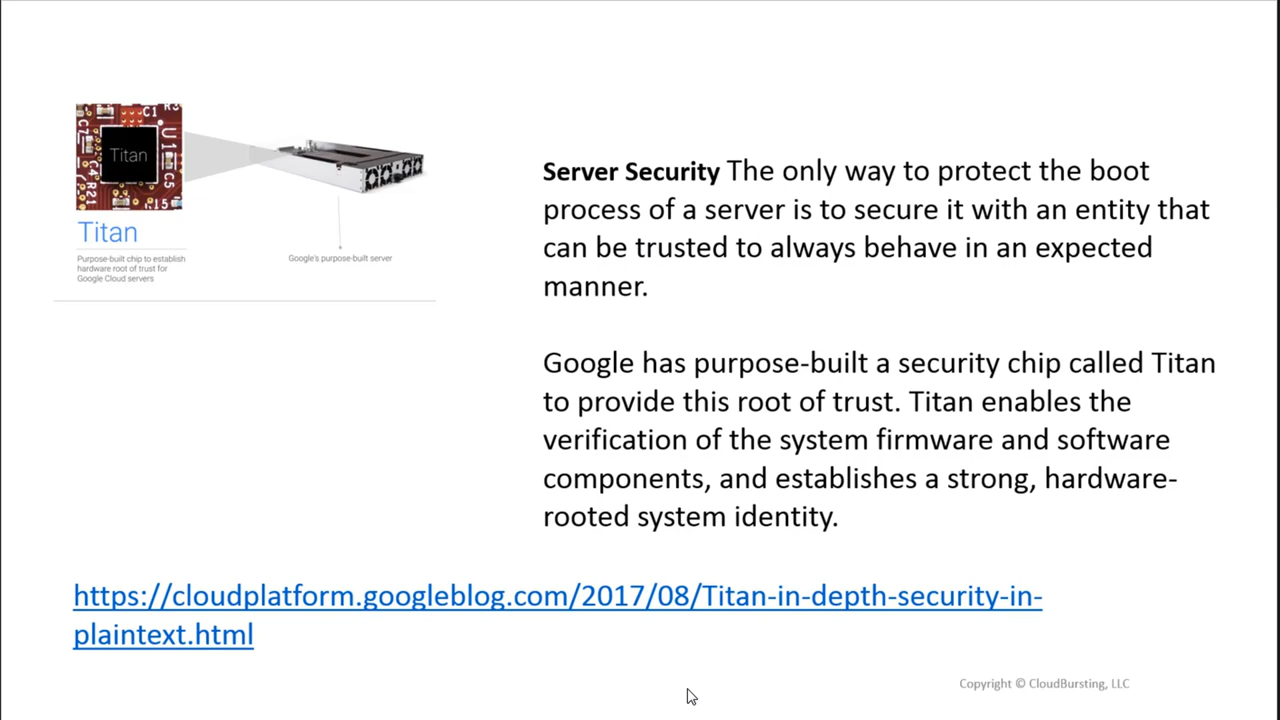 Titan
Titan
Purpose-built chip to establish
hardware root of trust for
Google Cloud servers
Google's purpose-built server
Server Security The only way to protect the boot
process of a server is to secure it with an entity that
can be trusted to always behave in an expected
manner.
Google has purpose-built a security chip called Titan
to provide this root of trust. Titan enables the
verification of the system firmware and software
components, and establishes a strong, hardware-
rooted system identity.
https://cloudplatform.googleblog.com/2017/08/Titan-in-depth-security-in-
plaintext.html
Copyright © CloudBursting, LLC